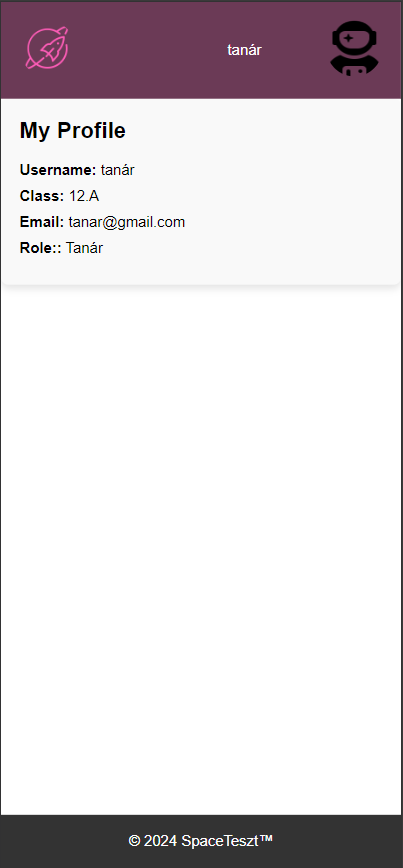 tanár
My Profile
Username: tanár
Class: 12.A
Email: tanar@gmail.com
Role:: Tanár
© 2024 SpaceTeszt™